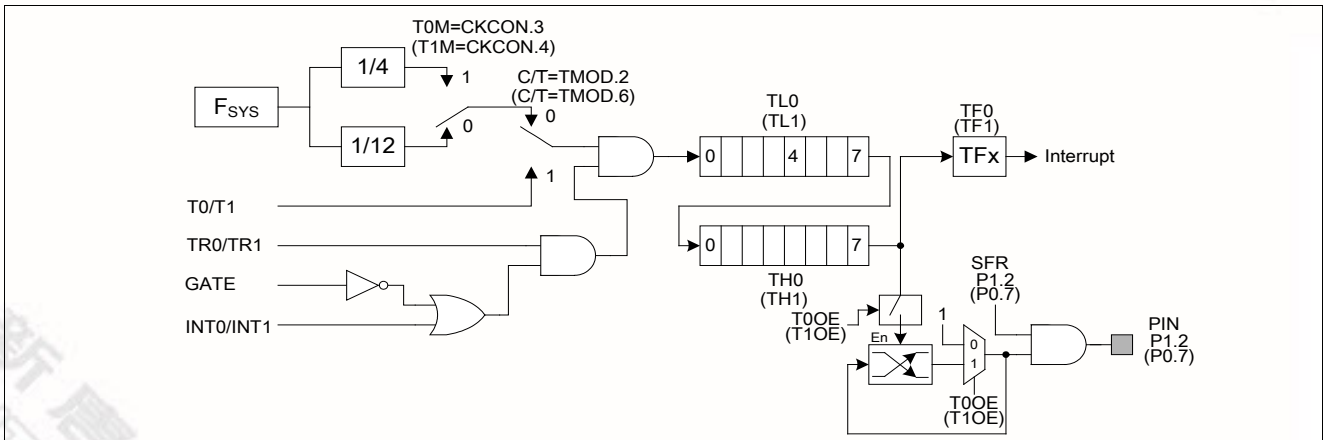 T0M=CKCON.3
(T1M=CKCON.4)
1/4
1
C/T=TMOD.2
(C/T=TMOD.6)
FSYS
0
0
1/12
1
T0/T1
TR0/TR1
GATE
INT0/INT1
TL0
(TL1)
0 4 7
TF0
(TF1)
TFx
Interrupt
0 7
TH0
(TH1)
SFR
P1.2
(P0.7)
T0OE
(T1OE)
1
En
0
1
T0OE
(T1OE)
PIN
P1.2
(P0.7)
新